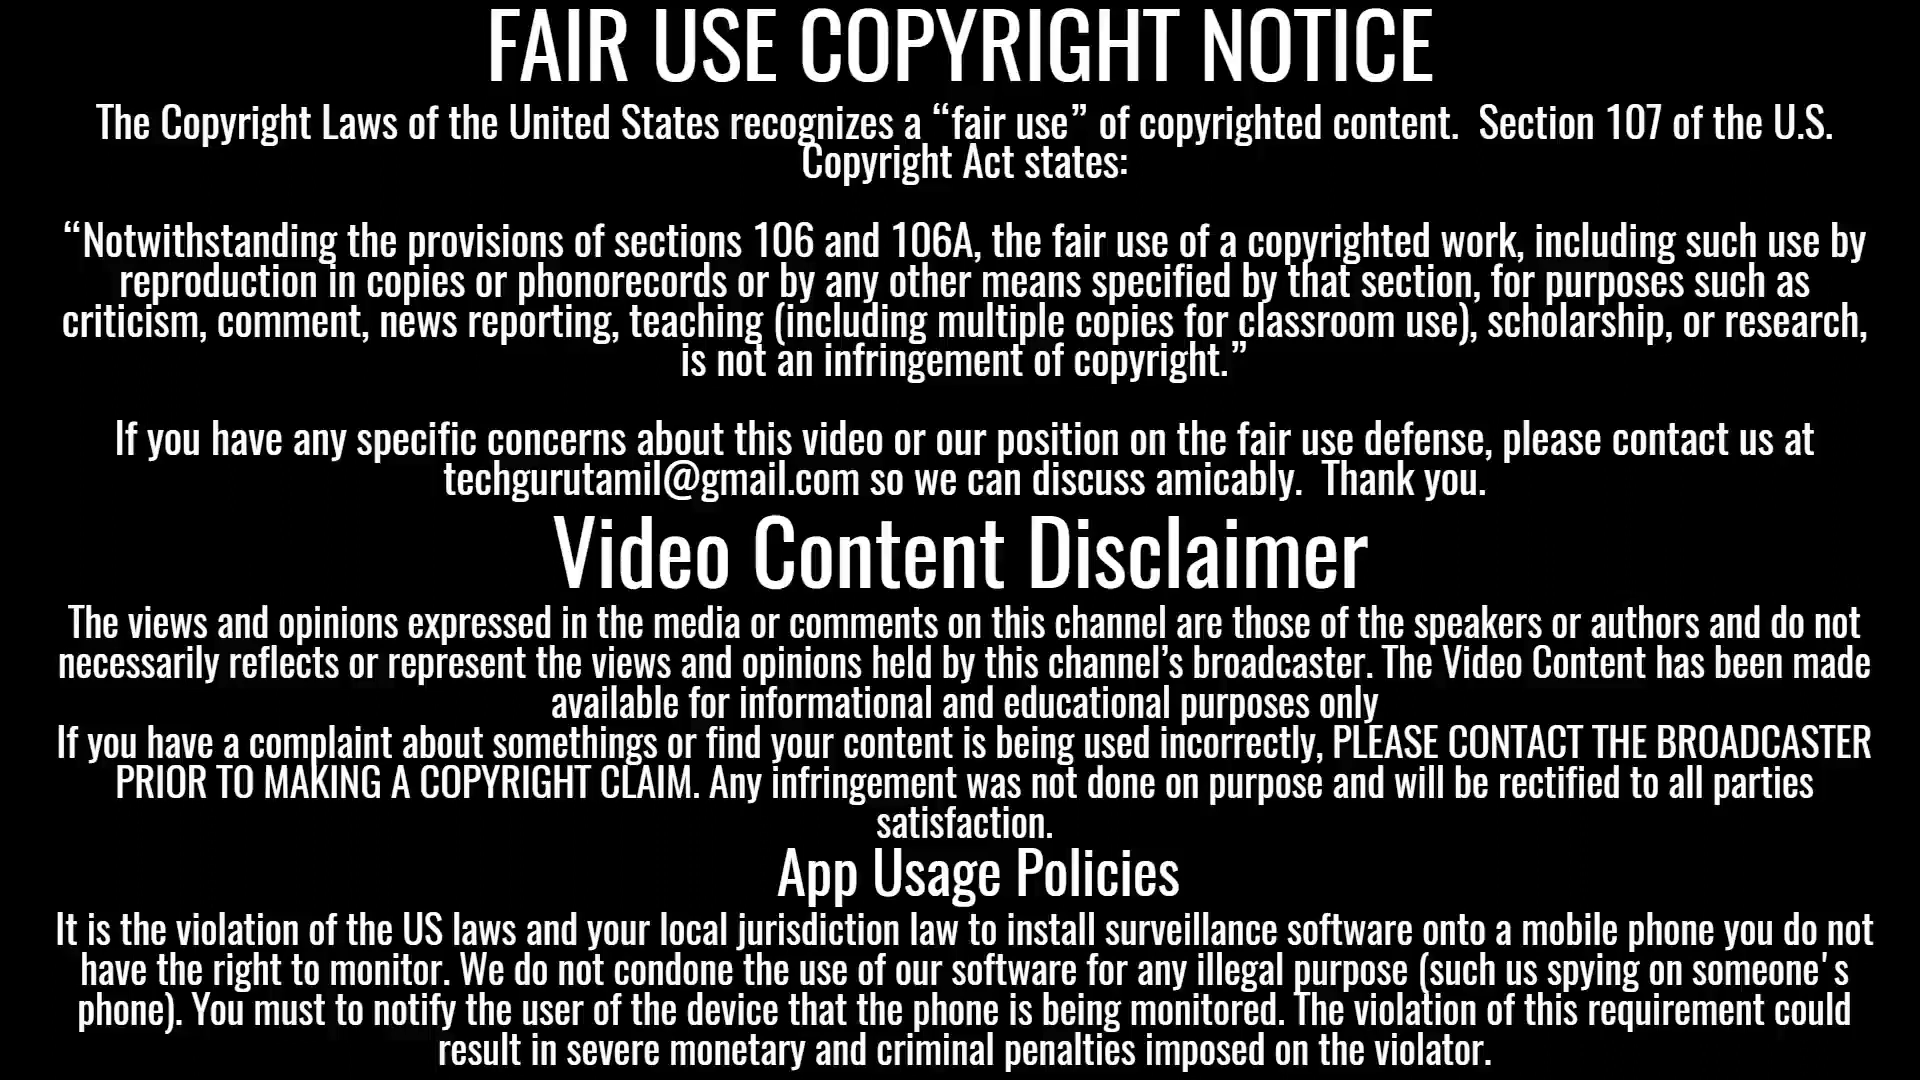 FAIR USE COPYRIGHT NOTICE
The Copyright Laws of the United States recognizes a “fair use” of copyrighted content.  Section 107 of the U.S.
Copyright Act states:
“Notwithstanding the provisions of sections 106 and 106A, the fair use of a copyrighted work, including such use by
reproduction in copies or phonorecords or by any other means specified by that section, for purposes such as
criticism, comment, news reporting, teaching (including multiple copies for classroom use), scholarship, or research,
is not an infringement of copyright.”
If you have any specific concerns about this video or our position on the fair use defense, please contact us at
techgurutamil@gmail.com so we can discuss amicably.  Thank you.
Video Content Disclaimer
The views and opinions expressed in the media or comments on this channel are those of the speakers or authors and do not
necessarily reflects or represent the views and opinions held by this channel’s broadcaster. The Video Content has been made
available for informational and educational purposes only
If you have a complaint about somethings or find your content is being used incorrectly, PLEASE CONTACT THE BROADCASTER
PRIOR TO MAKING A COPYRIGHT CLAIM. Any infringement was not done on purpose and will be rectified to all parties
satisfaction.
App Usage Policies
It is the violation of the US laws and your local jurisdiction law to install surveillance software onto a mobile phone you do not
have the right to monitor. We do not condone the use of our software for any illegal purpose (such us spying on someone's
phone). You must to notify the user of the device that the phone is being monitored. The violation of this requirement could
result in severe monetary and criminal penalties imposed on the violator.